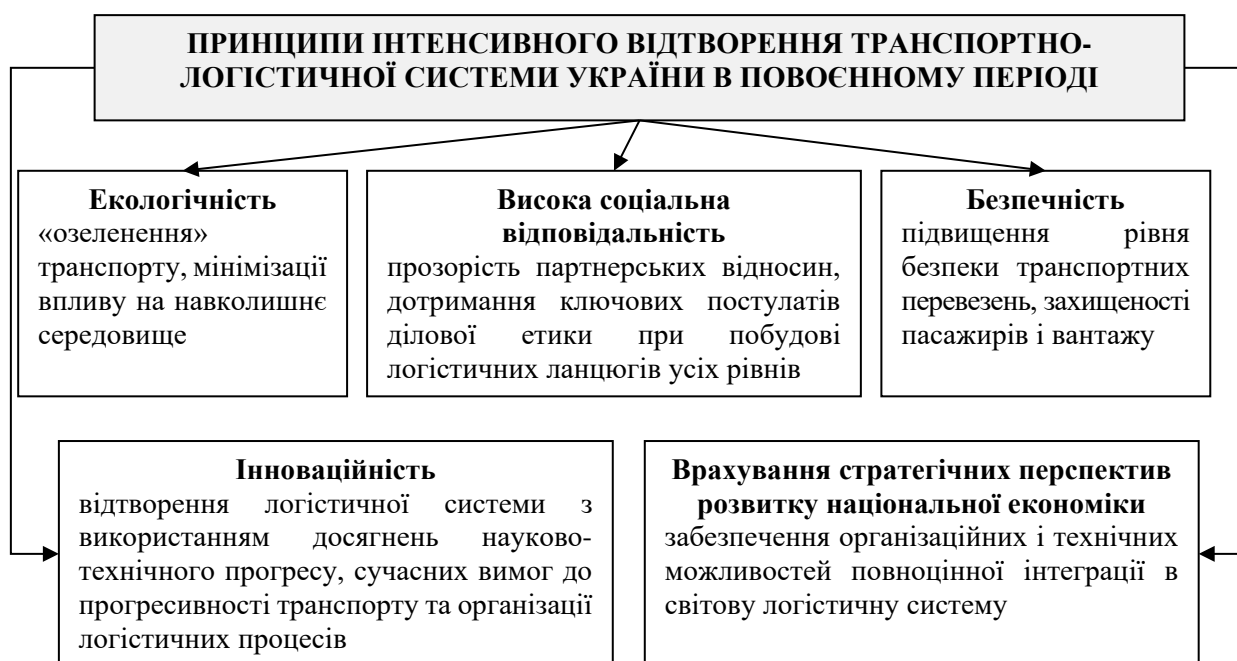 ПРИНЦИПИ ІНТЕНСИВНОГО ВІДТВОРЕННЯ ТРАНСПОРТНО-
ЛОГІСТИЧНОЇ СИСТЕМИ УКРАЇНИ В ПОВОЄННОМУ ПЕРІОДІ
Екологічність
«озеленення»
транспорту, мінімізації
впливу на навколишнє
середовище
Висока соціальна
відповідальність
прозорість партнерських відносин,
дотримання ключових постулатів
ділової етики при побудові
логістичних ланцюгів усіх рівнів
Безпечність
підвищення рівня
безпеки транспортних
перевезень, захищеності
пасажирів і вантажу
Інноваційність
відтворення логістичної системи з
використанням досягнень науково-
технічного прогресу, сучасних вимог до
прогресивності транспорту та організації
логістичних процесів
Врахування стратегічних перспектив
розвитку національної економіки
забезпечення організаційних і технічних
можливостей повноцінної інтеграції в
світову логістичну систему